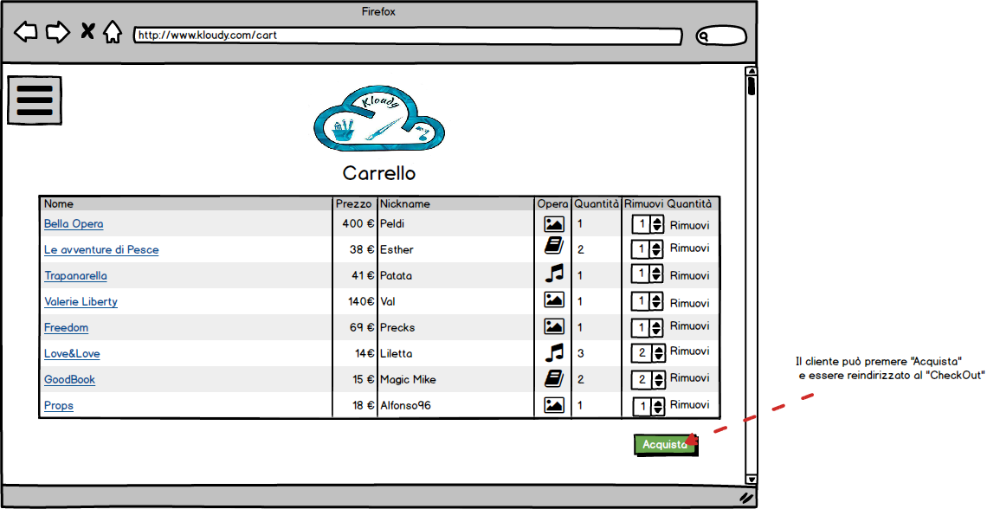 Firefox
http://www.kloudy.com/cart
Kloudy
Carrello
Nome Prezzo Nickname Opera Quantità Rimuovi Quantità
Bella Opera 400 € Peldi 1 1 Rimuovi
Le avventure di Pesce 38 € Esther 2 1 Rimuovi
Trapanarella 41 € Patata 1 1 Rimuovi
Valerie Liberty 140€ Val 1 1 Rimuovi
Freedom 69 € Precks 1 1 Rimuovi
Love&Love 14€ Liletta 3 2 Rimuovi
GoodBook 15 € Magic Mike 2 2 Rimuovi
Props 18 € Alfonso96 1 1 Rimuovi
Il cliente può premere "Acquista"
e essere reindirizzato al "CheckOut"
Acquista